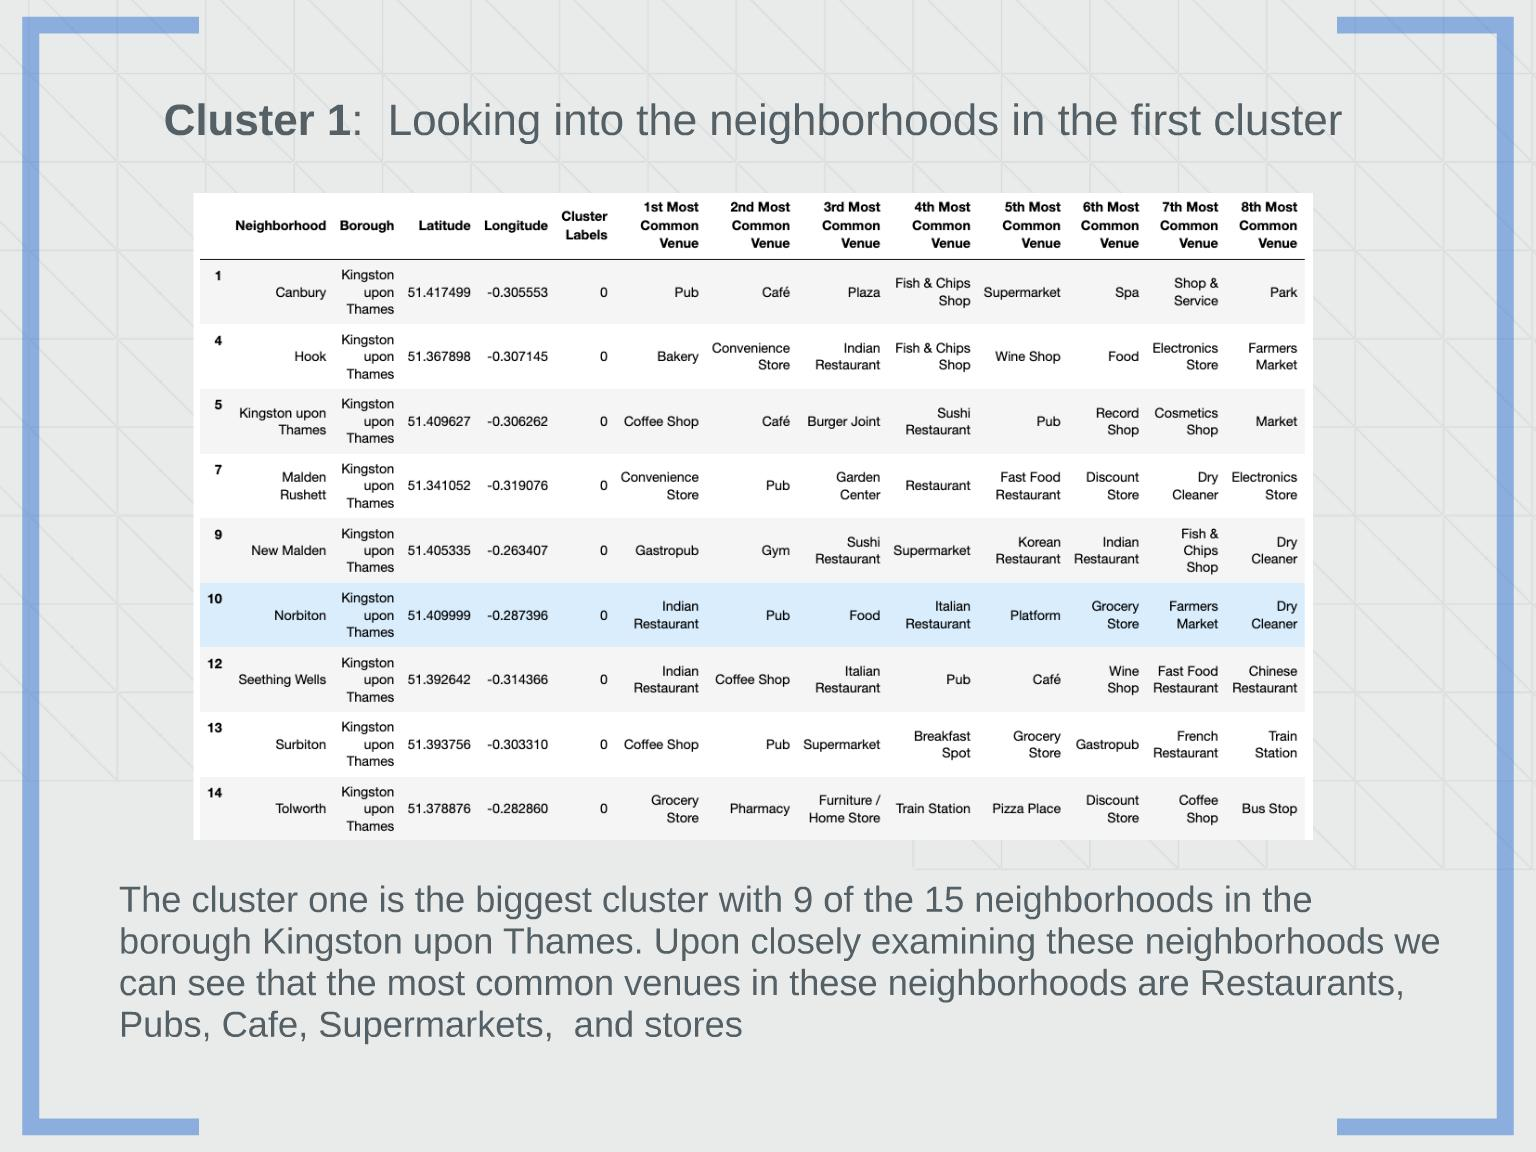 Cluster 1:  Looking into the neighborhoods in the first cluster
Neighborhood Borough Latitude Longitude Cluster Labels 1st Most Common Venue 2nd Most Common Venue 3rd Most Common Venue 4th Most Common Venue 5th Most Common Venue 6th Most Common Venue 7th Most Common Venue 8th Most Common Venue
1 Canbury Kingston upon Thames 51.417499 -0.305553 0 Pub Café Plaza Fish & Chips Shop Supermarket Spa Shop & Service Park
4 Hook Kingston upon Thames 51.367898 -0.307145 0 Bakery Convenience Store Indian Restaurant Fish & Chips Shop Wine Shop Food Electronics Store Farmers Market
5 Kingston upon Thames Kingston upon Thames 51.409627 -0.306262 0 Coffee Shop Café Burger Joint Sushi Restaurant Pub Record Shop Cosmetics Shop Market
7 Malden Rushett Kingston upon Thames 51.341052 -0.319076 0 Convenience Store Pub Garden Center Restaurant Fast Food Restaurant Discount Store Dry Cleaner Electronics Store
9 New Malden Kingston upon Thames 51.405335 -0.263407 0 Gastropub Gym Sushi Restaurant Supermarket Korean Restaurant Indian Restaurant Fish & Chips Shop Dry Cleaner
10 Norbiton Kingston upon Thames 51.409999 -0.287396 0 Indian Restaurant Pub Food Italian Restaurant Platform Grocery Store Farmers Market Dry Cleaner
12 Seething Wells Kingston upon Thames 51.392642 -0.314366 0 Indian Restaurant Coffee Shop Italian Restaurant Pub Café Wine Shop Fast Food Restaurant Chinese Restaurant
13 Surbiton Kingston upon Thames 51.393756 -0.303310 0 Coffee Shop Pub Supermarket Breakfast Spot Grocery Store Gastropub French Restaurant Train Station
14 Tolworth Kingston upon Thames 51.378876 -0.282860 0 Grocery Store Pharmacy Furniture / Home Store Train Station Pizza Place Discount Store Coffee Shop Bus Stop
The cluster one is the biggest cluster with 9 of the 15 neighborhoods in the
borough Kingston upon Thames. Upon closely examining these neighborhoods we
can see that the most common venues in these neighborhoods are Restaurants,
Pubs, Cafe, Supermarkets,  and stores